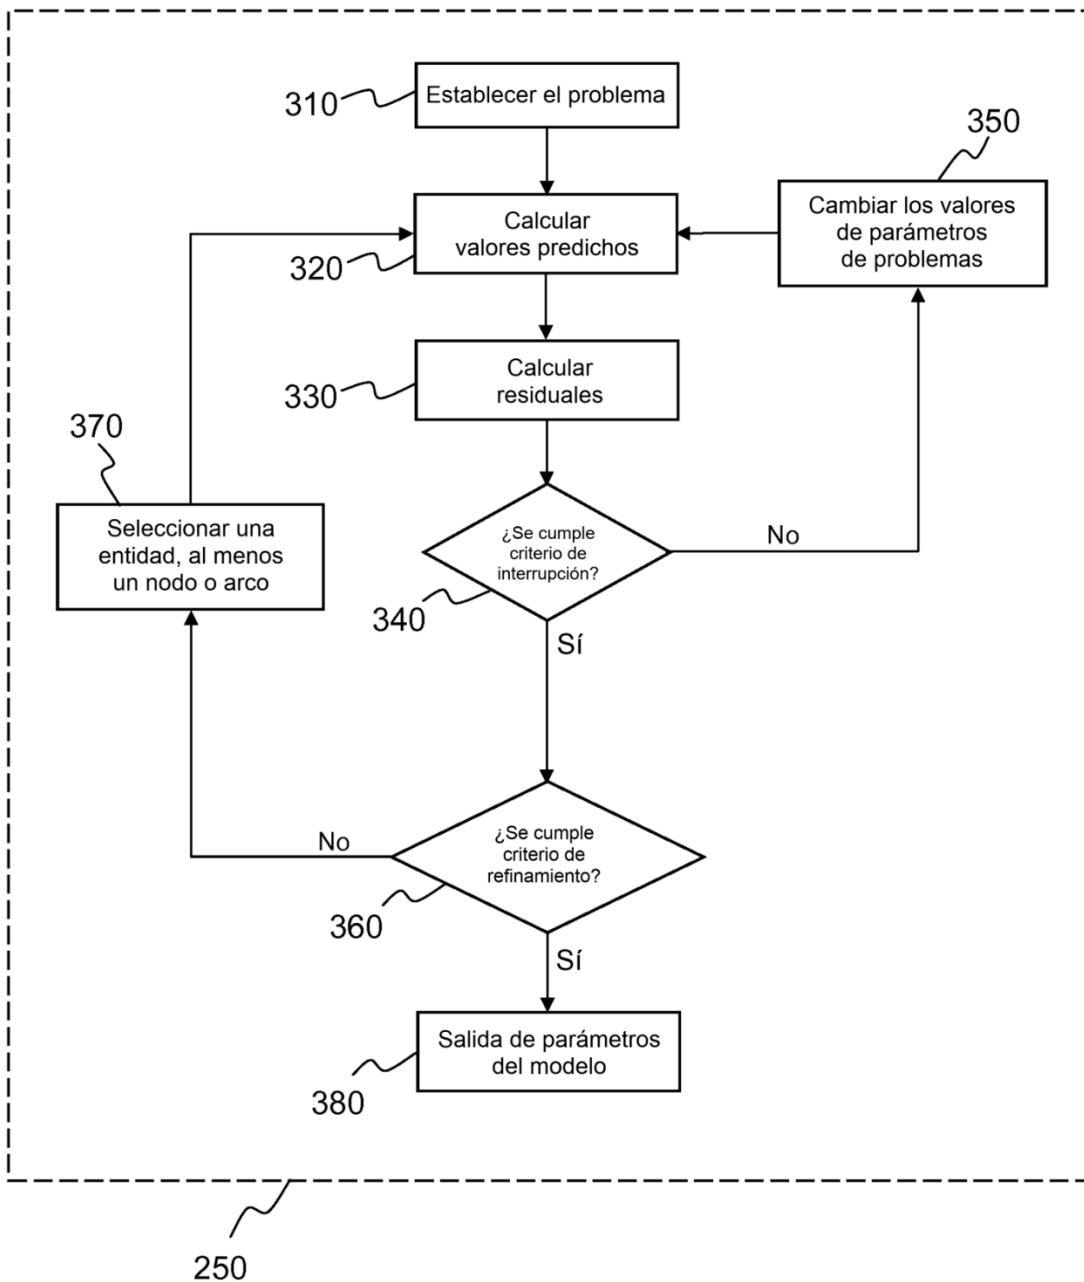 310
Establecer el problema
350
Cambiar los valores
de parámetros
de problemas
Calcular
valores predichos
320
Calcular
residuales
330
370
Seleccionar una
entidad, al menos
un nodo o arco
¿Se cumple
criterio de
interrupción?
No
340
Sí
No
¿Se cumple
criterio de
refinamiento?
360
Sí
Salida de parámetros
del modelo
380
250